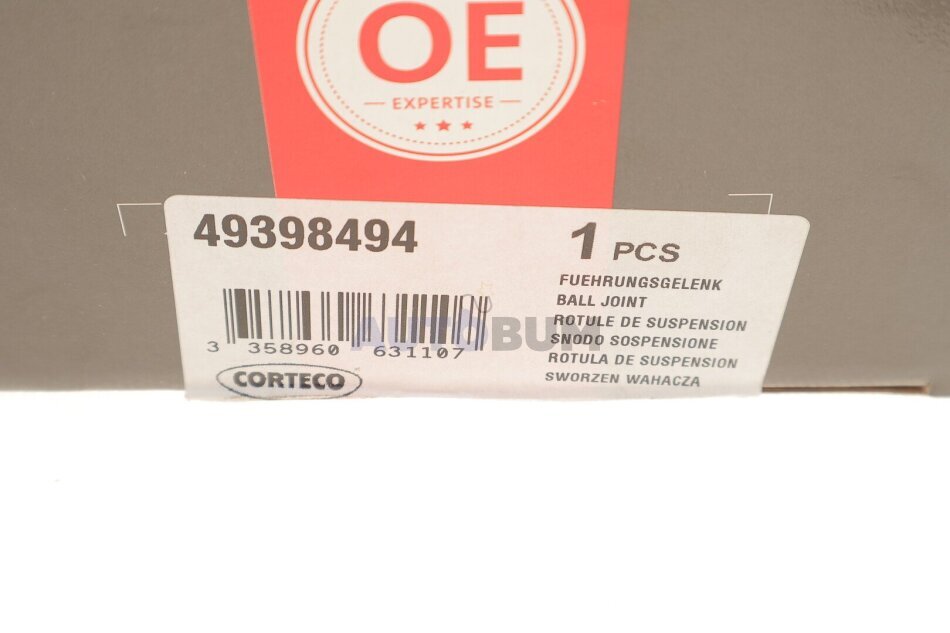 OE
EXPERTISE
49398494
1 PCS
FUEHRUNGSGELENK
BALL JOINT
ROTULE DE SUSPENSION
SNODO SOSPENSIONE
ROTULA DE SUSPENSION
SWORZEN WAHACZA
3 358960 631107
AUTOBUM
CORTECO